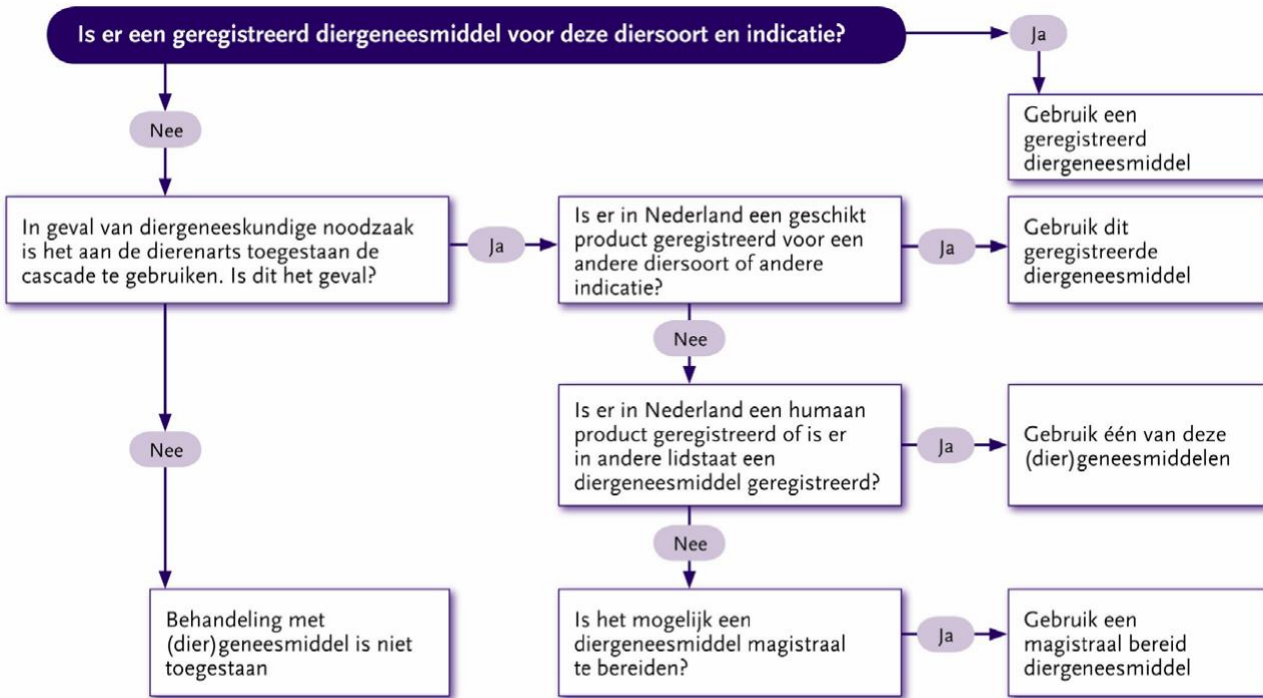 Is er een geregistreerd diergeneesmiddel voor deze diersoort en indicatie?
Ja
Gebruik een
geregistreerd
diergeneesmiddel
Nee
In geval van diergeneeskundige noodzaak
is het aan de dierenarts toegestaan de
cascade te gebruiken. Is dit het geval?
Ja
Is er in Nederland een geschikt
product geregistreerd voor een
andere diersoort of andere
indicatie?
Ja
Gebruik dit
geregistreerde
diergeneesmiddel
Nee
Is er in Nederland een humaan
product geregistreerd of is er
in andere lidstaat een
diergeneesmiddel geregistreerd?
Ja
Gebruik één van deze
(dier)geneesmiddelen
Nee
Nee
Behandeling met
(dier)geneesmiddel is niet
toegestaan
Is het mogelijk een
diergeneesmiddel magistraal
te bereiden?
Ja
Gebruik een
magistraal bereid
diergeneesmiddel